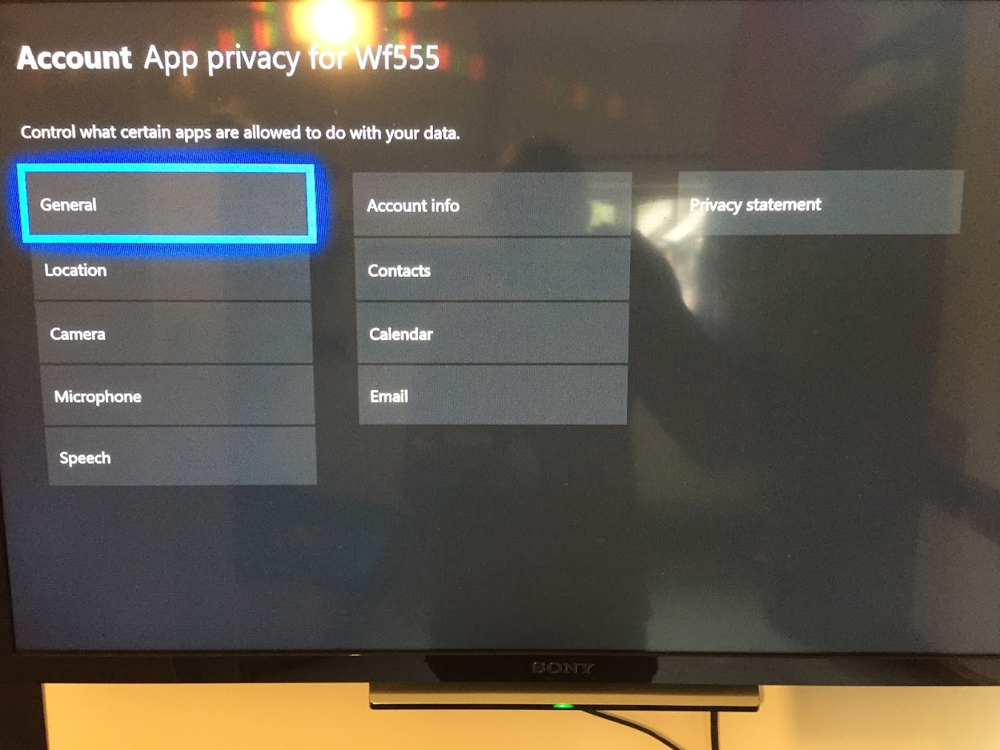 Account App privacy for Wf555
Control what certain apps are allowed to do with your data.
General
Location
Camera
Microphone
Speech
Account info
Contacts
Calendar
Email
Privacy statement
SONY